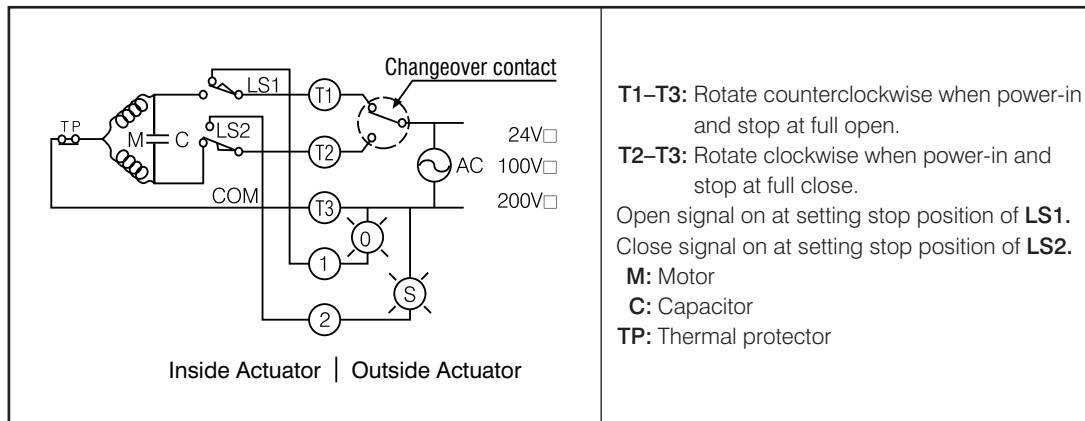 Changeover contact
LS1
T1
TP
M
C
LS2
T2
24V□
AC
100V□
COM
T3
200V□
0
1
S
2
Inside Actuator | Outside Actuator
T1–T3: Rotate counterclockwise when power-in
and stop at full open.
T2–T3: Rotate clockwise when power-in and
stop at full close.
Open signal on at setting stop position of LS1.
Close signal on at setting stop position of LS2.
M: Motor
C: Capacitor
TP: Thermal protector